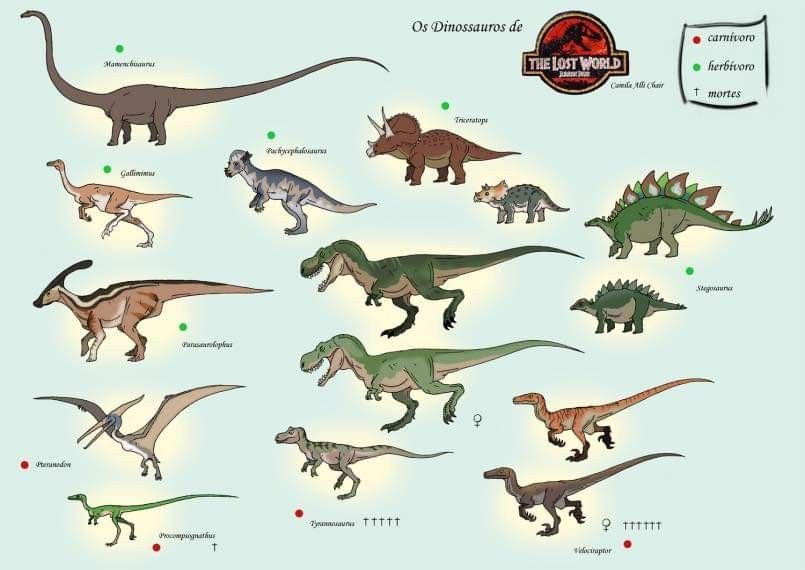 Os Dinossauros de
THE LOST WORLD
JURASSIC PARK
Camila Alli Chair
carnívoro
herbívoro
† mortes
Mamenchisaurus
Triceratops
Pachycephalosaurus
Gallimimus
Stegosaurus
Parasaurolophus
♀
Pteranodon
Tyrannosaurus †††††
Procompsognathus
†
♀ ††††††
Velociraptor